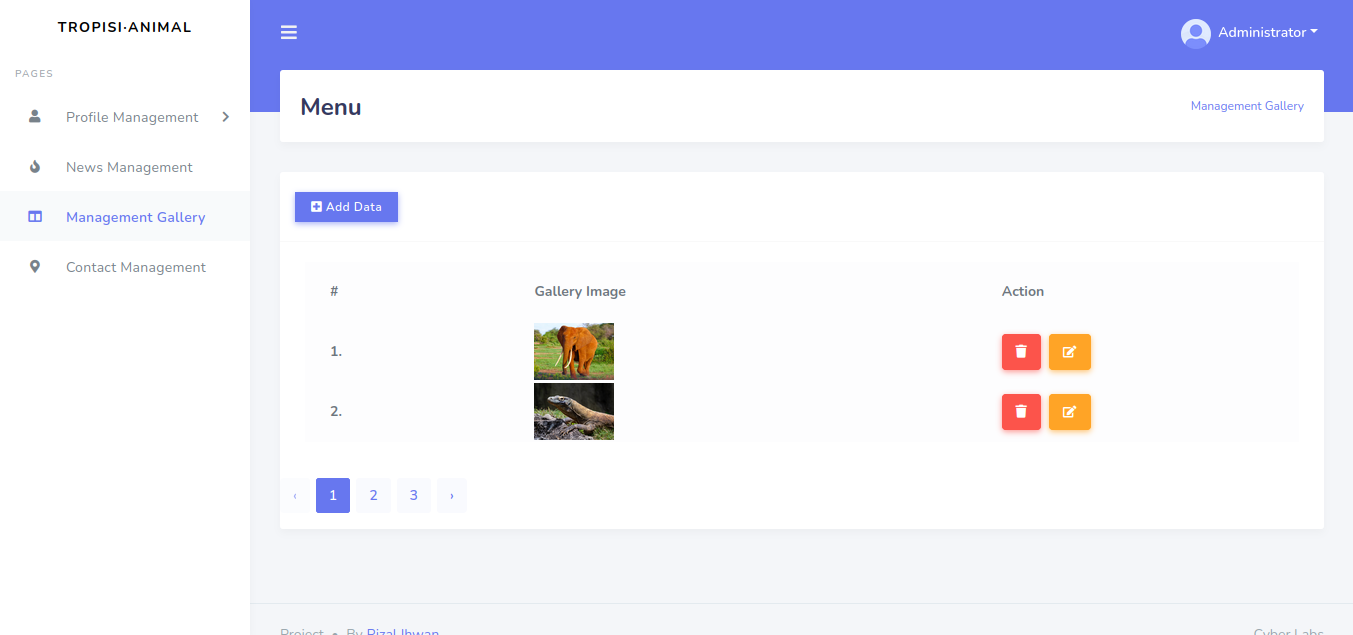 TROPISI·ANIMAL
Administrator
PAGES
Profile Management
News Management
Management Gallery
Contact Management
Menu
Management Gallery
Add Data
# Gallery Image Action
1.
2.
‹ 1 2 3 ›
Project • By Rizal Ihwan
Cyber Labs